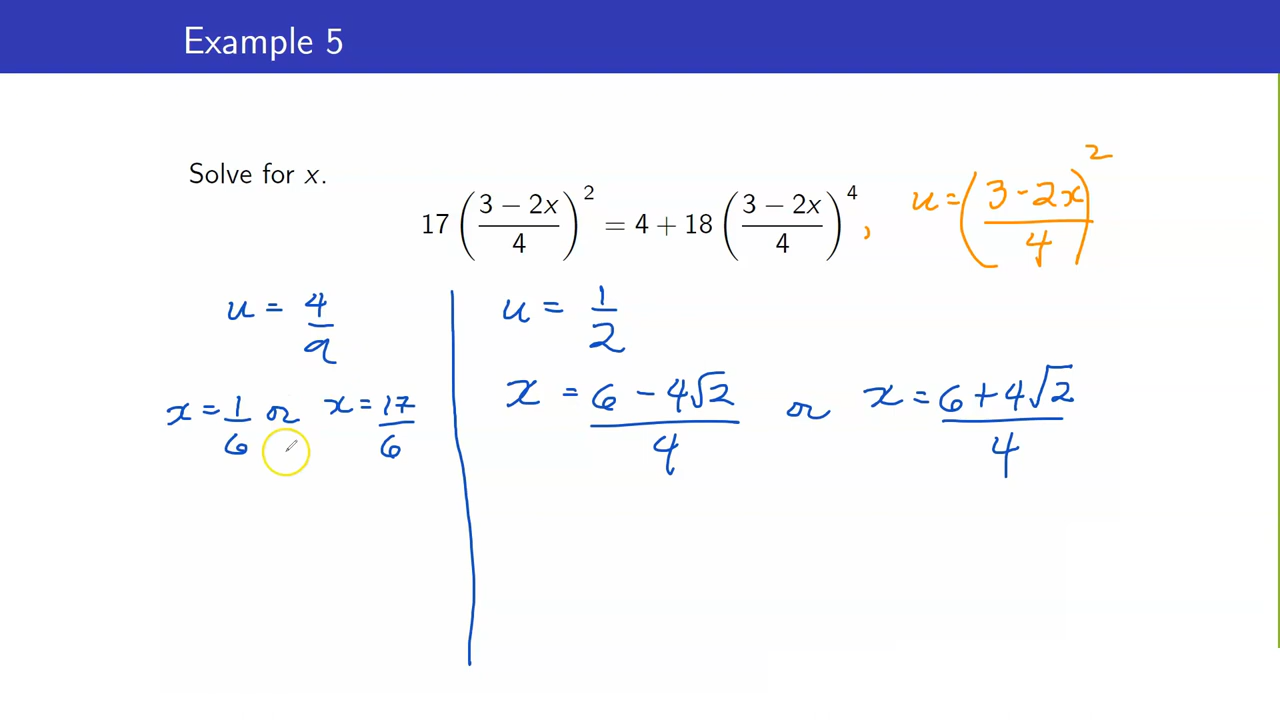 Example 5
Solve for x.
17 ((3 − 2x)/4)² = 4 + 18 ((3 − 2x)/4)⁴ , u = ((3 - 2x)/4)²
u = 4/9
u = 1/2
x = 1/6 or x = 17/6
x = (6 - 4√2)/4 or x = (6 + 4√2)/4